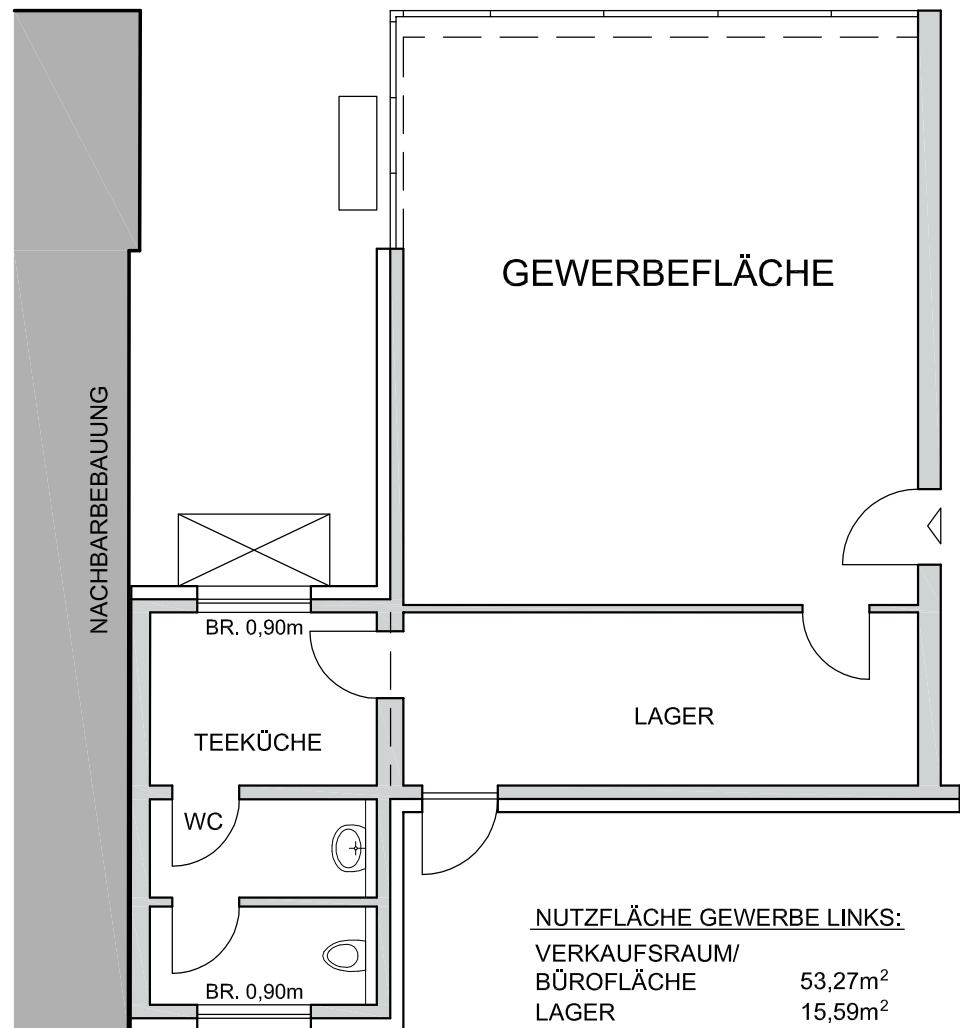 GEWERBEFLÄCHE
NACHBARBEBAUUNG
BR. 0,90m
LAGER
TEEKÜCHE
WC
BR. 0,90m
NUTZFLÄCHE GEWERBE LINKS:
VERKAUFSRAUM/
BÜROFLÄCHE 53,27m²
LAGER 15,59m²